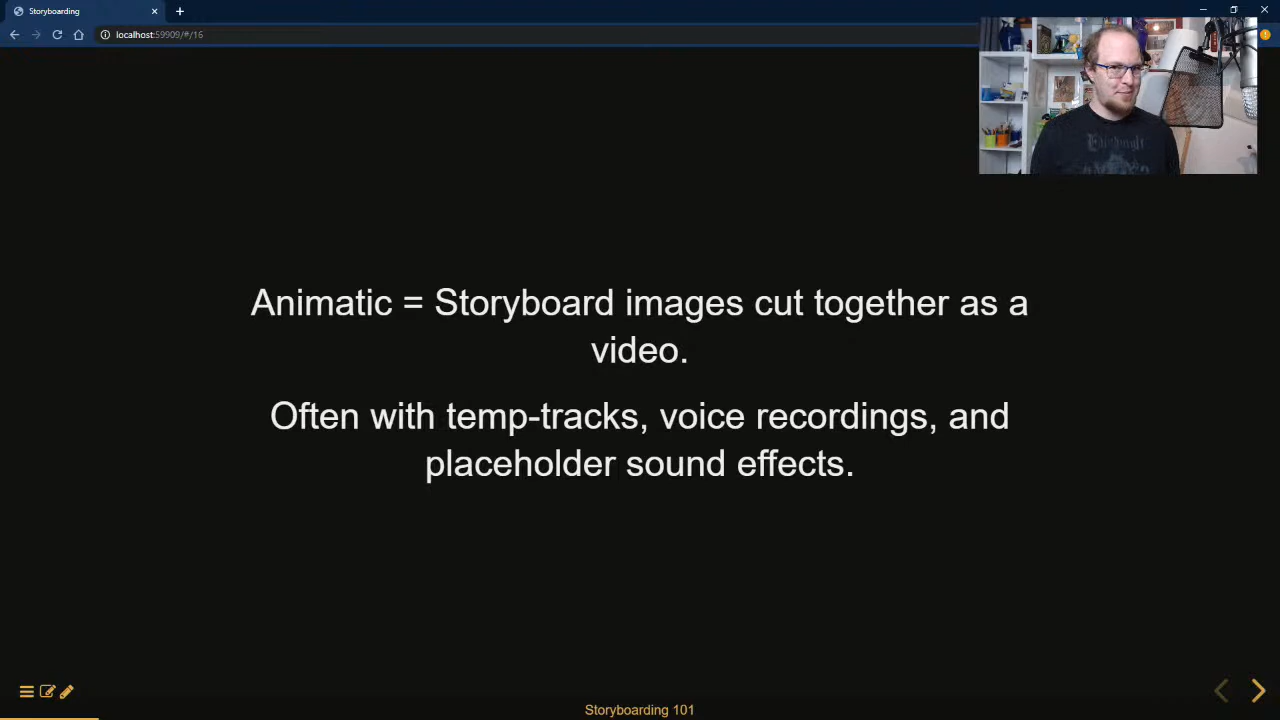 Storyboarding
localhost:59909/#/16
Edinburgh
Animatic = Storyboard images cut together as a
video.
Often with temp-tracks, voice recordings, and
placeholder sound effects.
Storyboarding 101